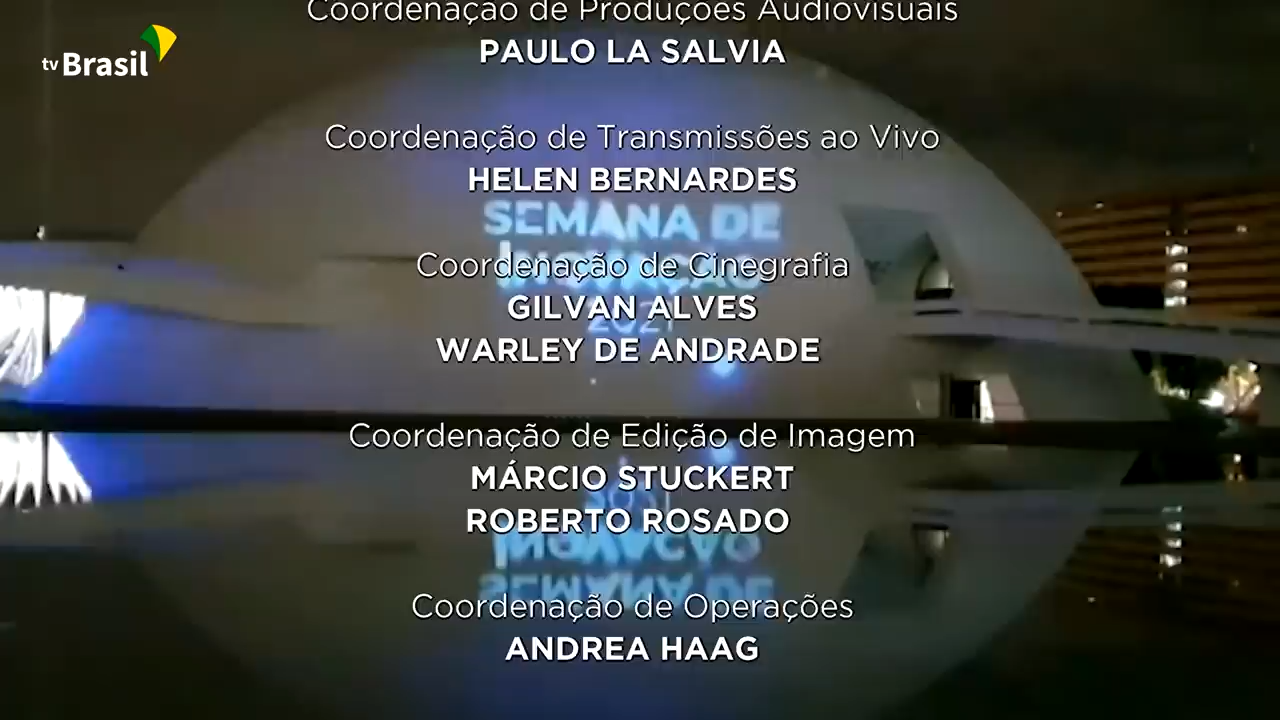 Coordenação de Produções Audiovisuais
PAULO LA SALVIA
tv Brasil
Coordenação de Transmissões ao Vivo
HELEN BERNARDES
SEMANA DE
INOVAÇÃO
2021
Coordenação de Cinegrafia
GILVAN ALVES
WARLEY DE ANDRADE
Coordenação de Edição de Imagem
MÁRCIO STUCKERT
ROBERTO ROSADO
Coordenação de Operações
ANDREA HAAG